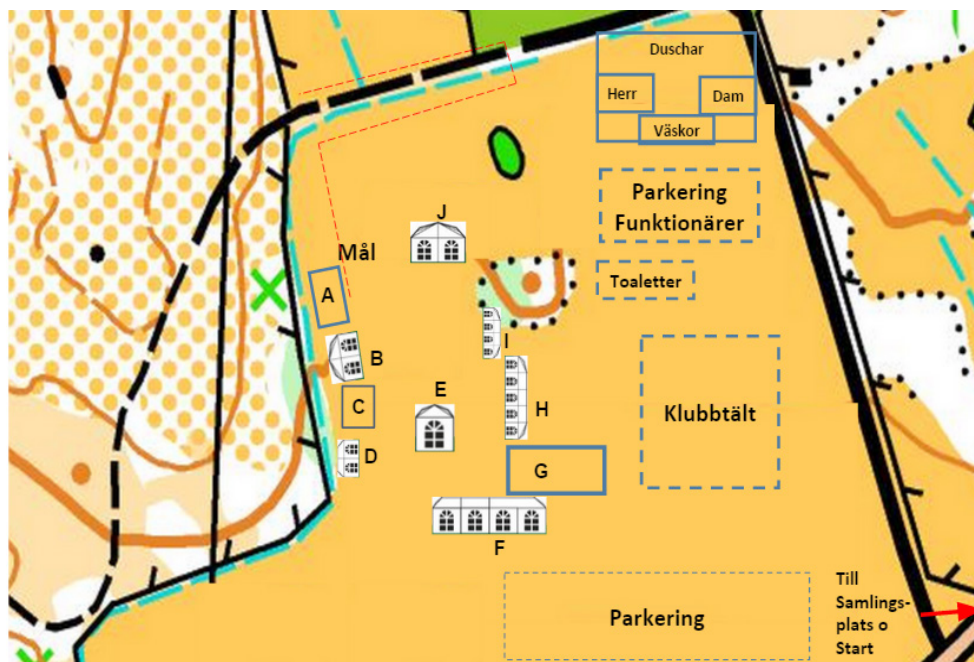 Duschar
Herr
Dam
Väskor
Parkering
Funktionärer
J
Mål
Toaletter
A
I
B
Klubbtält
E
H
C
D
G
F
Till
Samlings-
plats o
Start
Parkering